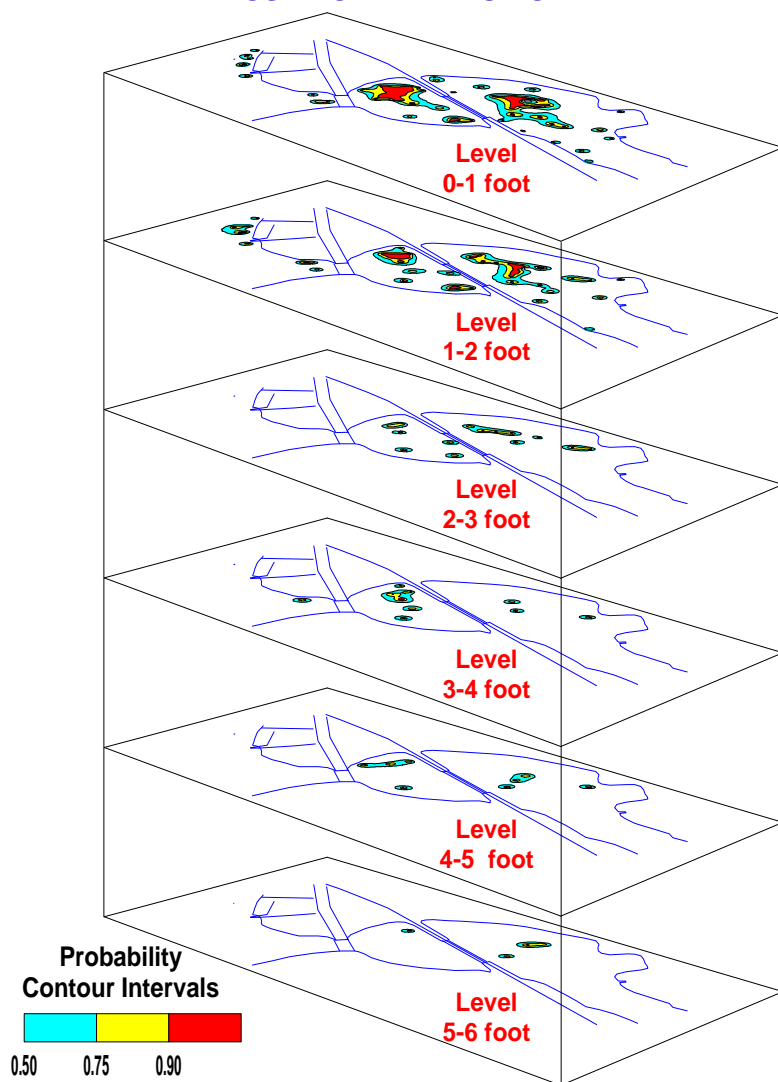 Level
0-1 foot
Level
1-2 foot
Level
2-3 foot
Level
3-4 foot
Level
4-5 foot
Level
5-6 foot
Probability
Contour Intervals
0.50 0.75 0.90